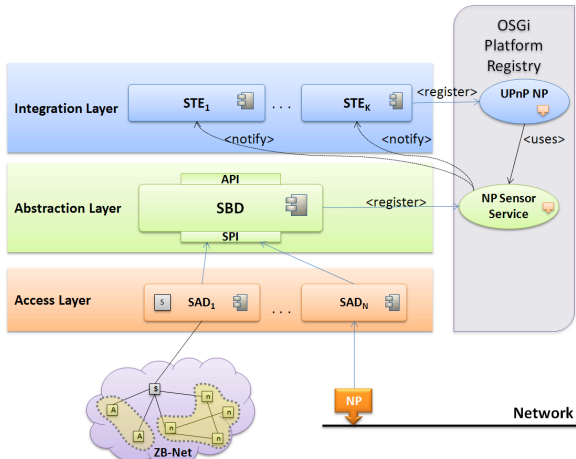 OSGi
Platform
Registry
Integration Layer
STE1
. . .
STEK
<register>
UPnP NP
<notify>
<notify>
<uses>
Abstraction Layer
API
SBD
SPI
<register>
NP Sensor
Service
Access Layer
S
SAD1
. . .
SADN
S
A
A
n
n
n
n
ZB-Net
NP
Network